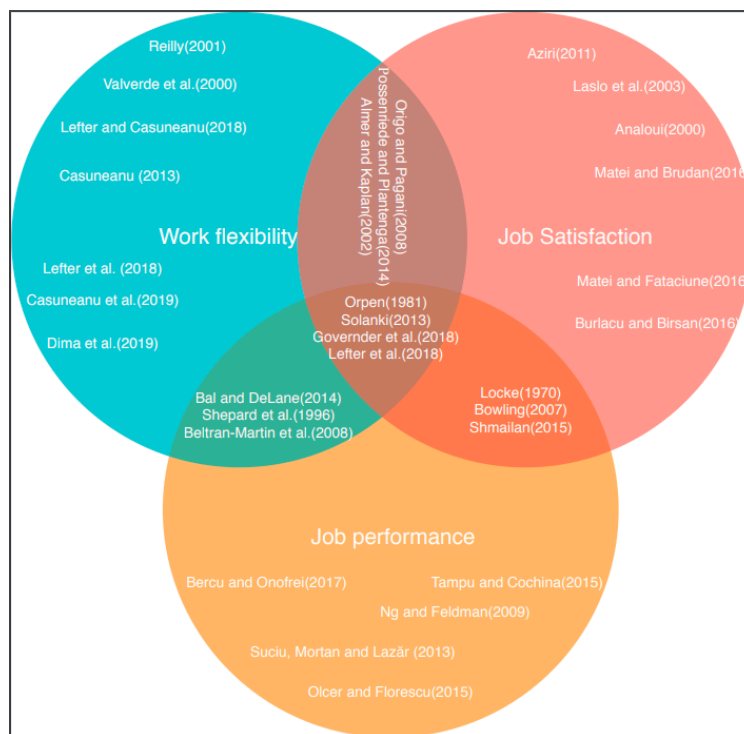 Reilly(2001)
Valverde et al.(2000)
Lefter and Casuneanu(2018)
Casuneanu (2013)
Work flexibility
Lefter et al. (2018)
Casuneanu et al.(2019)
Dima et al.(2019)
Origo and Pagani(2008)
Possenriede and Plantenga(2014)
Almer and Kaplan(2002)
Aziri(2011)
Laslo et al.(2003)
Analoui(2000)
Matei and Brudan(2016
Job Satisfaction
Matei and Fataciune(2016
Burlacu and Birsan(2016)
Orpen(1981)
Solanki(2013)
Governder et al.(2018)
Lefter et al.(2018)
Bal and DeLane(2014)
Shepard et al.(1996)
Beltran-Martin et al.(2008)
Locke(1970)
Bowling(2007)
Shmailan(2015)
Job performance
Bercu and Onofrei(2017)
Tampu and Cochina(2015)
Ng and Feldman(2009)
Suciu, Mortan and Lazăr (2013)
Olcer and Florescu(2015)